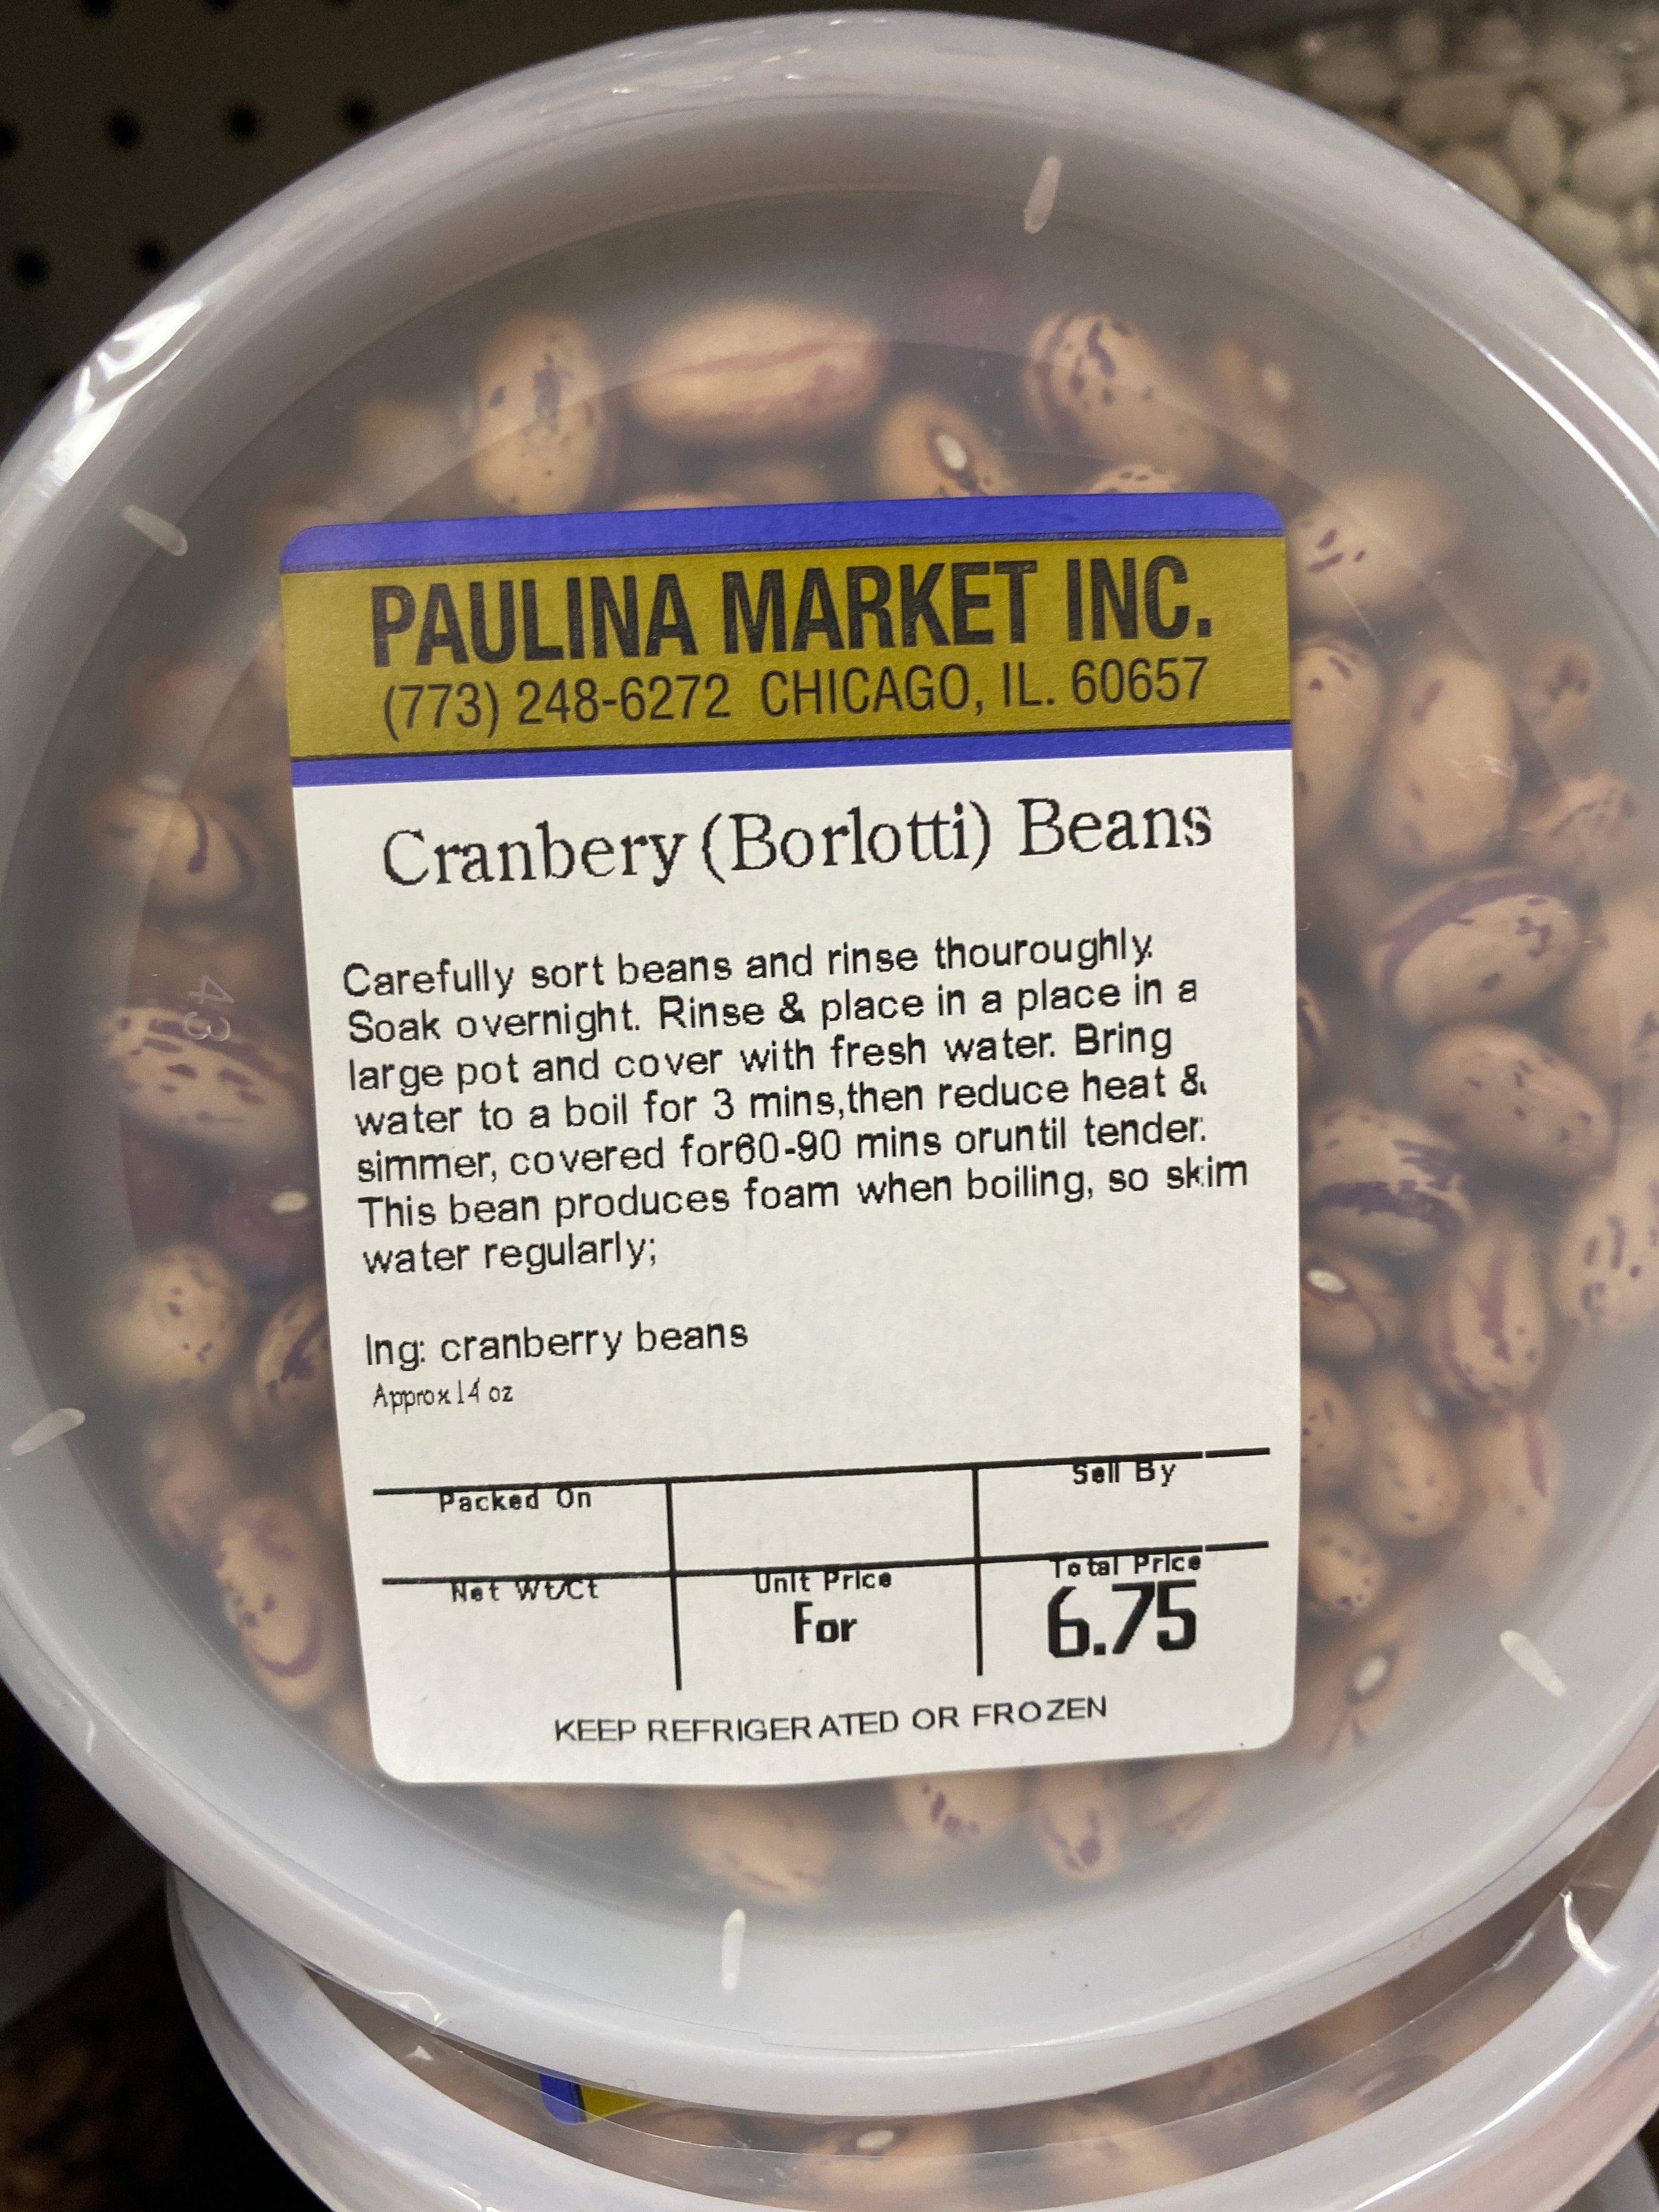 PAULINA MARKET INC.
(773) 248-6272 CHICAGO, IL. 60657
Cranbery (Borlotti) Beans
Carefully sort beans and rinse thouroughly.
Soak overnight. Rinse & place in a place in a
large pot and cover with fresh water. Bring
water to a boil for 3 mins,then reduce heat &
simmer, covered for60-90 mins oruntil tender.
This bean produces foam when boiling, so skim
water regularly;
Ing: cranberry beans
Approx 14 oz
Packed On
Sell By
Net Wt/Ct
Unit Price
Total Price
For
6.75
KEEP REFRIGERATED OR FROZEN
43